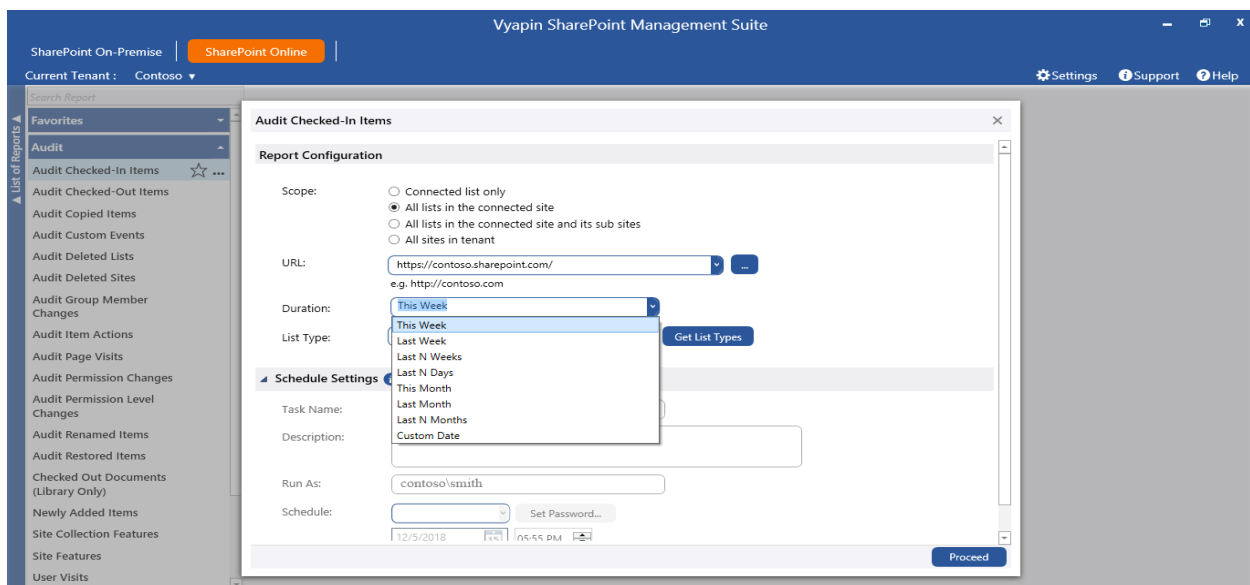 Vyapin SharePoint Management Suite
SharePoint On-Premise
SharePoint Online
Current Tenant : Contoso
Settings
Support
Help
Search Report
List of Reports
Favorites
Audit
Audit Checked-In Items
Audit Checked-Out Items
Audit Copied Items
Audit Custom Events
Audit Deleted Lists
Audit Deleted Sites
Audit Group Member
Changes
Audit Item Actions
Audit Page Visits
Audit Permission Changes
Audit Permission Level
Changes
Audit Renamed Items
Audit Restored Items
Checked Out Documents
(Library Only)
Newly Added Items
Site Collection Features
Site Features
User Visits
Audit Checked-In Items
Report Configuration
Scope:
Connected list only
All lists in the connected site
All lists in the connected site and its sub sites
All sites in tenant
URL:
https://contoso.sharepoint.com/
...
e.g. http://contoso.com
Duration:
This Week
This Week
Last Week
Last N Weeks
Last N Days
This Month
Last Month
Last N Months
Custom Date
List Type:
Get List Types
Schedule Settings
Task Name:
Description:
Run As:
contoso\smith
Schedule:
Set Password...
12/5/2018
15
05:55 PM
Proceed